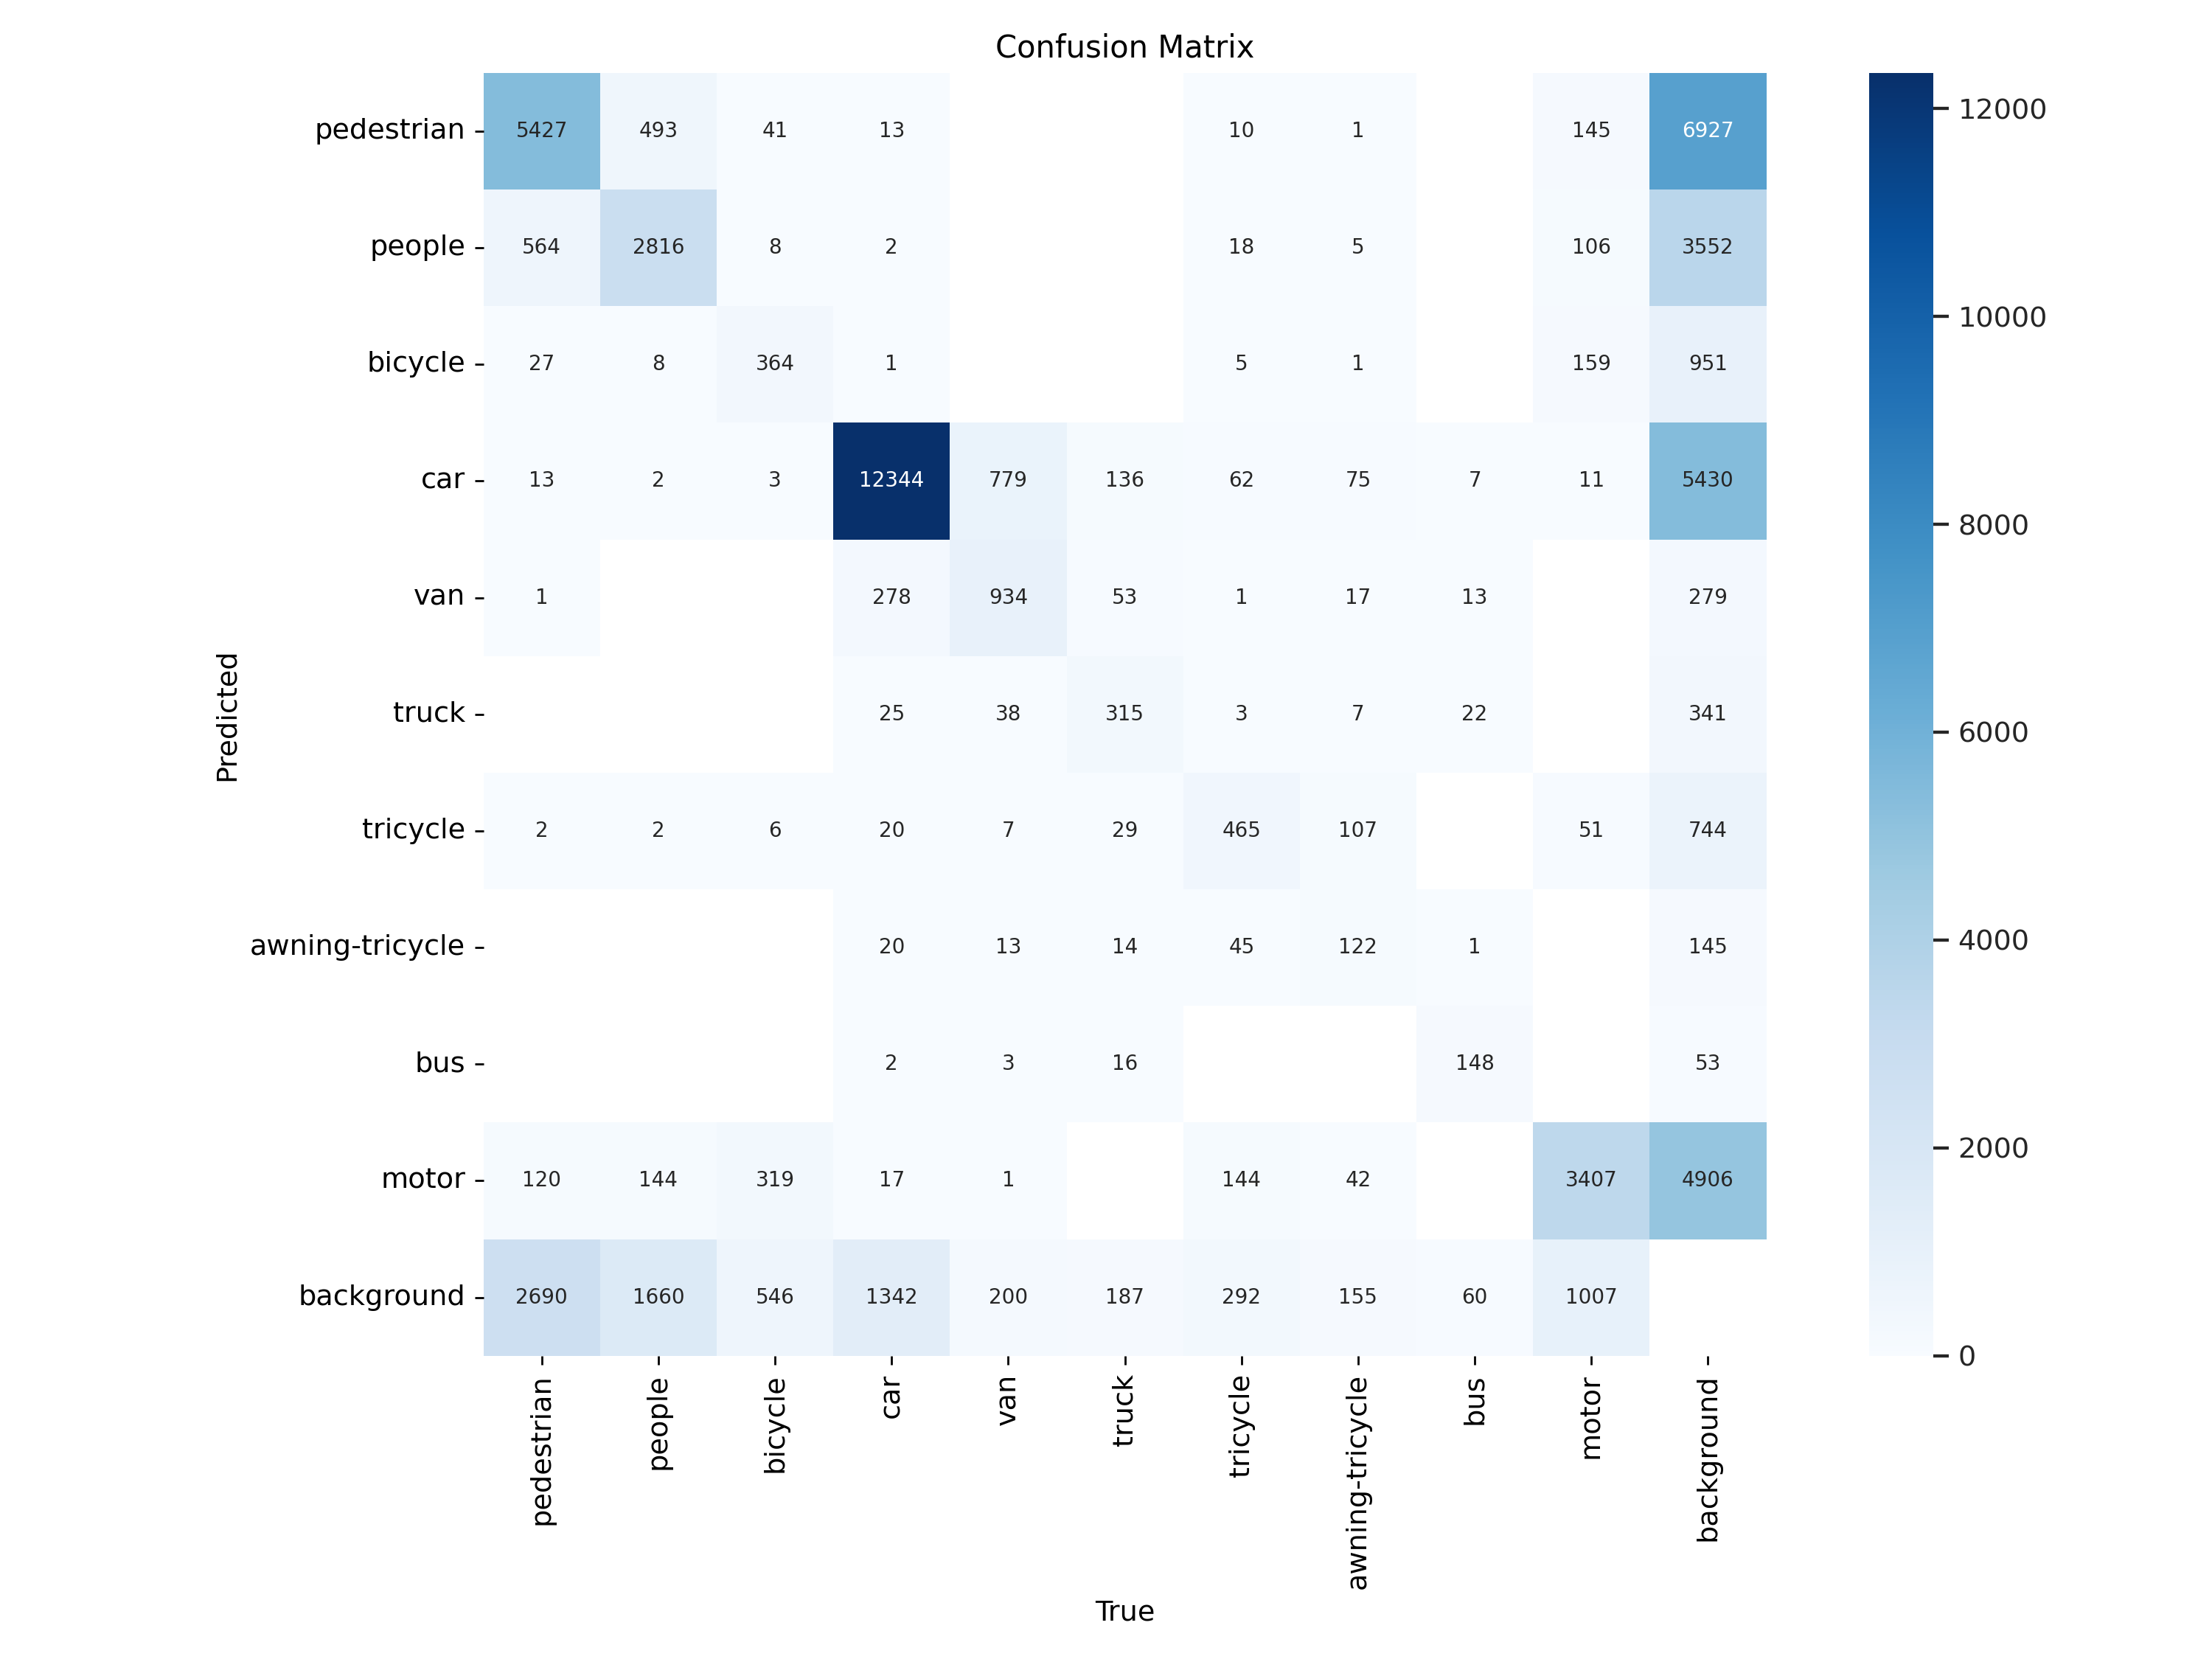 Confusion Matrix
pedestrian 5427 493 41 13 10 1 145 6927
people 564 2816 8 2 18 5 106 3552
bicycle 27 8 364 1 5 1 159 951
car 13 2 3 12344 779 136 62 75 7 11 5430
van 1 278 934 53 1 17 13 279
truck 25 38 315 3 7 22 341
tricycle 2 2 6 20 7 29 465 107 51 744
awning-tricycle 20 13 14 45 122 1 145
bus 2 3 16 148 53
motor 120 144 319 17 1 144 42 3407 4906
background 2690 1660 546 1342 200 187 292 155 60 1007
pedestrian people bicycle car van truck tricycle awning-tricycle bus motor background
True
Predicted
12000
10000
8000
6000
4000
2000
0